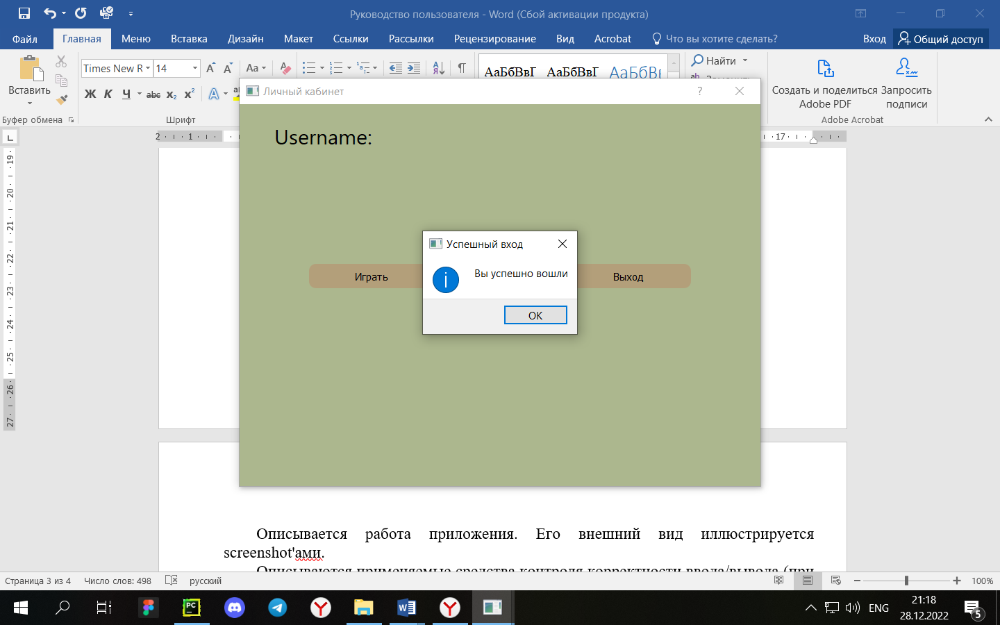 Руководство пользователя - Word (Сбой активации продукта)
Файл Главная Меню Вставка Дизайн Макет Ссылки Рассылки Рецензирование Вид Acrobat Что вы хотите сделать? Вход Общий доступ
Вставить
Буфер обмена
Times New R 14 Aa
Ж К Ч abc x₂ x² А
Шрифт
АаБбВвГ АаБбВвГ АаБбВв
Найти
Создать и поделиться Adobe PDF
Запросить подписи
Adobe Acrobat
2 1 17
19
20
21
22
23
24
25
26
27
Личный кабинет ?
Username:
Играть
Выход
Успешный вход
Вы успешно вошли
OK
Описывается работа приложения. Его внешний вид иллюстрируется
screenshot'ами.
Описываются применяемые средства контроля корректности ввода/вывода (при
Страница 3 из 4 Число слов: 498 русский 100%
PC
ENG
21:18
28.12.2022
5